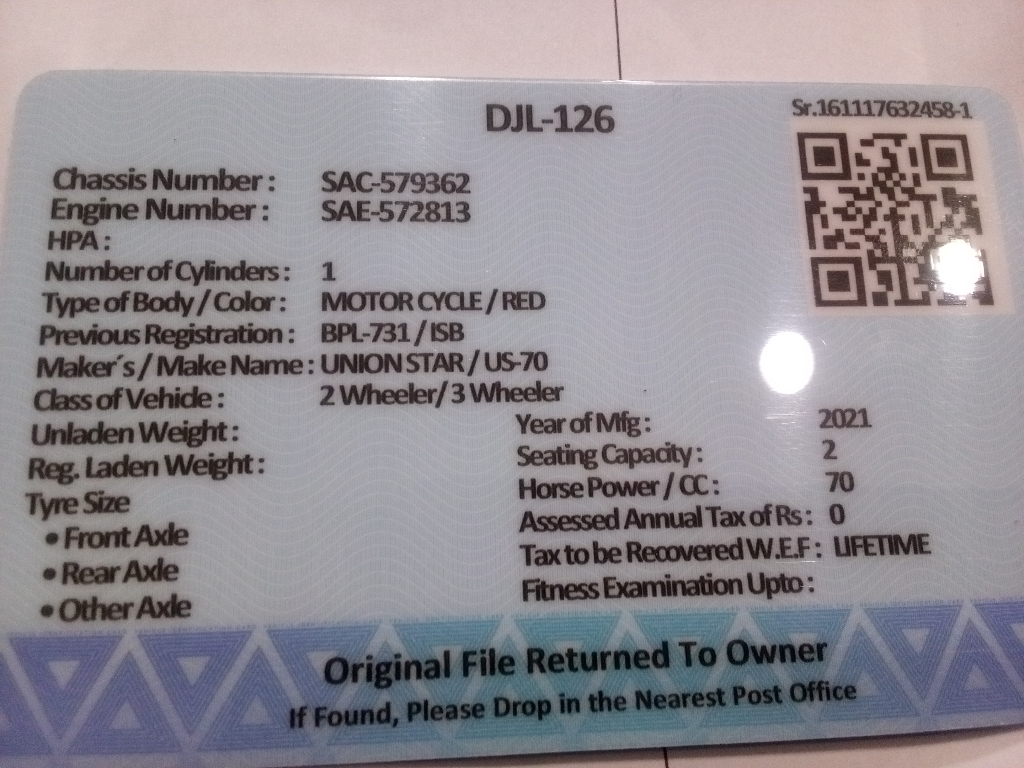 DJL-126
Sr.161117632458-1
Chassis Number : SAC-579362
Engine Number : SAE-572813
HPA :
Number of Cylinders : 1
Type of Body / Color : MOTOR CYCLE / RED
Previous Registration : BPL-731 / ISB
Maker´s / Make Name : UNION STAR / US-70
Class of Vehicle : 2 Wheeler/ 3 Wheeler
Unladen Weight :
Reg. Laden Weight :
Tyre Size
• Front Axle
• Rear Axle
• Other Axle
Year of Mfg : 2021
Seating Capacity : 2
Horse Power / CC : 70
Assessed Annual Tax of Rs : 0
Tax to be Recovered W.E.F : LIFETIME
Fitness Examination Upto :
Original File Returned To Owner
If Found, Please Drop in the Nearest Post Office